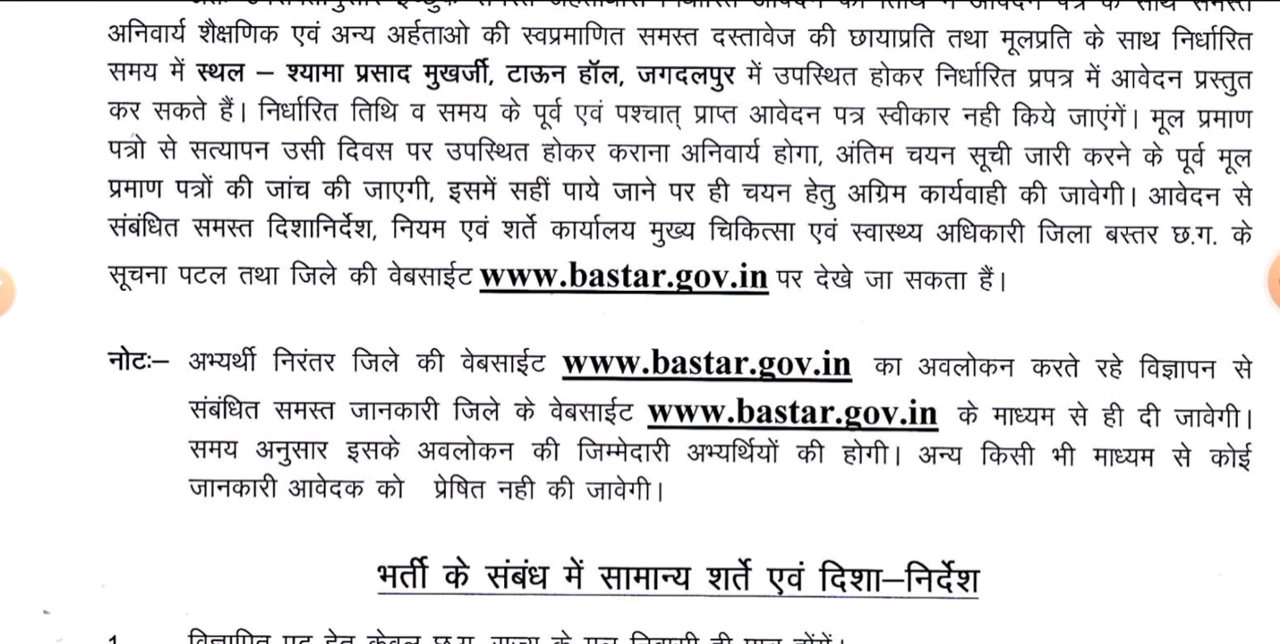 अनिवार्य शैक्षणिक एवं अन्य अर्हताओ की स्वप्रमाणित समस्त दस्तावेज की छायाप्रति तथा मूलप्रति के साथ निर्धारित
समय में स्थल – श्यामा प्रसाद मुखर्जी, टाऊन हॉल, जगदलपुर में उपस्थित होकर निर्धारित प्रपत्र में आवेदन प्रस्तुत
कर सकते हैं। निर्धारित तिथि व समय के पूर्व एवं पश्चात् प्राप्त आवेदन पत्र स्वीकार नही किये जाएंगें। मूल प्रमाण
पत्रो से सत्यापन उसी दिवस पर उपस्थित होकर कराना अनिवार्य होगा, अंतिम चयन सूची जारी करने के पूर्व मूल
प्रमाण पत्रों की जांच की जाएगी, इसमें सहीं पाये जाने पर ही चयन हेतु अग्रिम कार्यवाही की जावेगी। आवेदन से
संबंधित समस्त दिशानिर्देश, नियम एवं शर्ते कार्यालय मुख्य चिकित्सा एवं स्वास्थ्य अधिकारी जिला बस्तर छ.ग. के
सूचना पटल तथा जिले की वेबसाईट www.bastar.gov.in पर देखे जा सकता हैं।
नोटः– अभ्यर्थी निरंतर जिले की वेबसाईट www.bastar.gov.in का अवलोकन करते रहे विज्ञापन से
संबंधित समस्त जानकारी जिले के वेबसाईट www.bastar.gov.in के माध्यम से ही दी जावेगी।
समय अनुसार इसके अवलोकन की जिम्मेदारी अभ्यर्थियों की होगी। अन्य किसी भी माध्यम से कोई
जानकारी आवेदक को प्रेषित नही की जावेगी।
भर्ती के संबंध में सामान्य शर्ते एवं दिशा–निर्देश